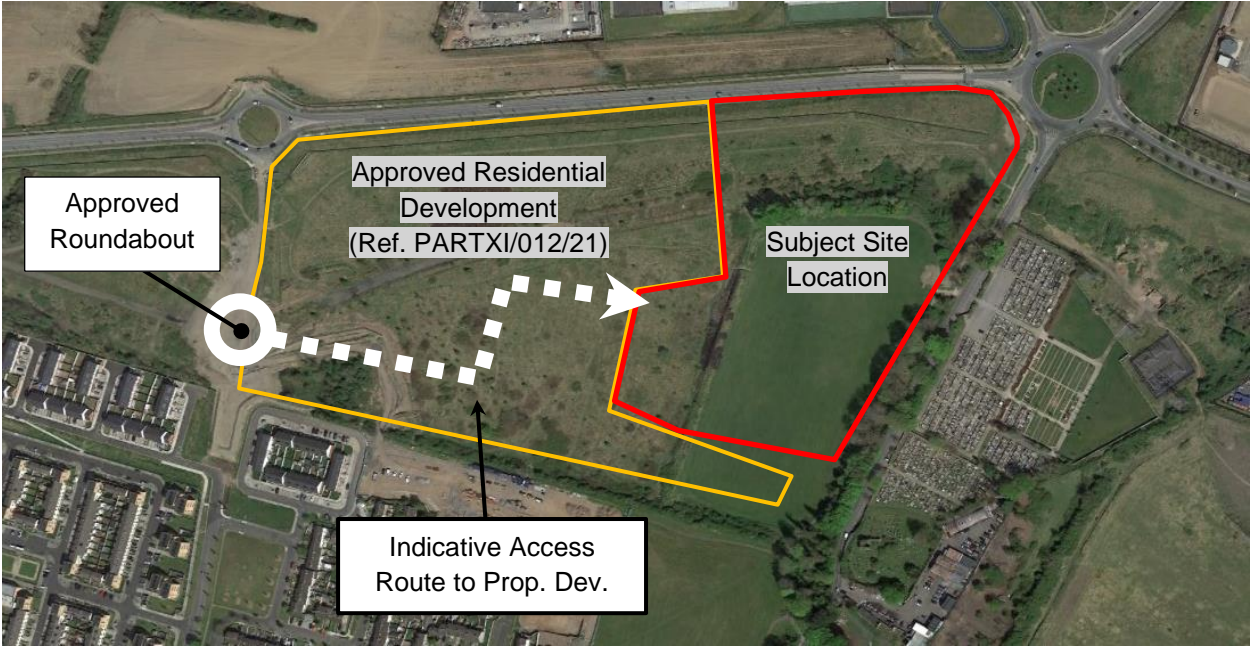 Approved Residential
Development
(Ref. PARTXI/012/21)
Approved
Roundabout
Subject Site
Location
Indicative Access
Route to Prop. Dev.